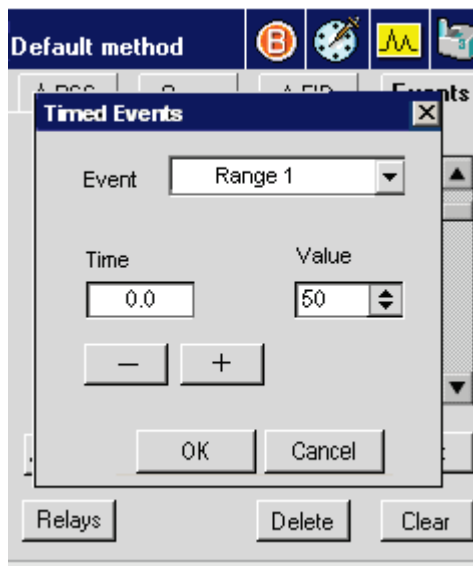 Default method
B
Events
Timed Events
Event
Range 1
Time
Value
0.0
50
— +
OK
Cancel
Relays
Delete
Clear